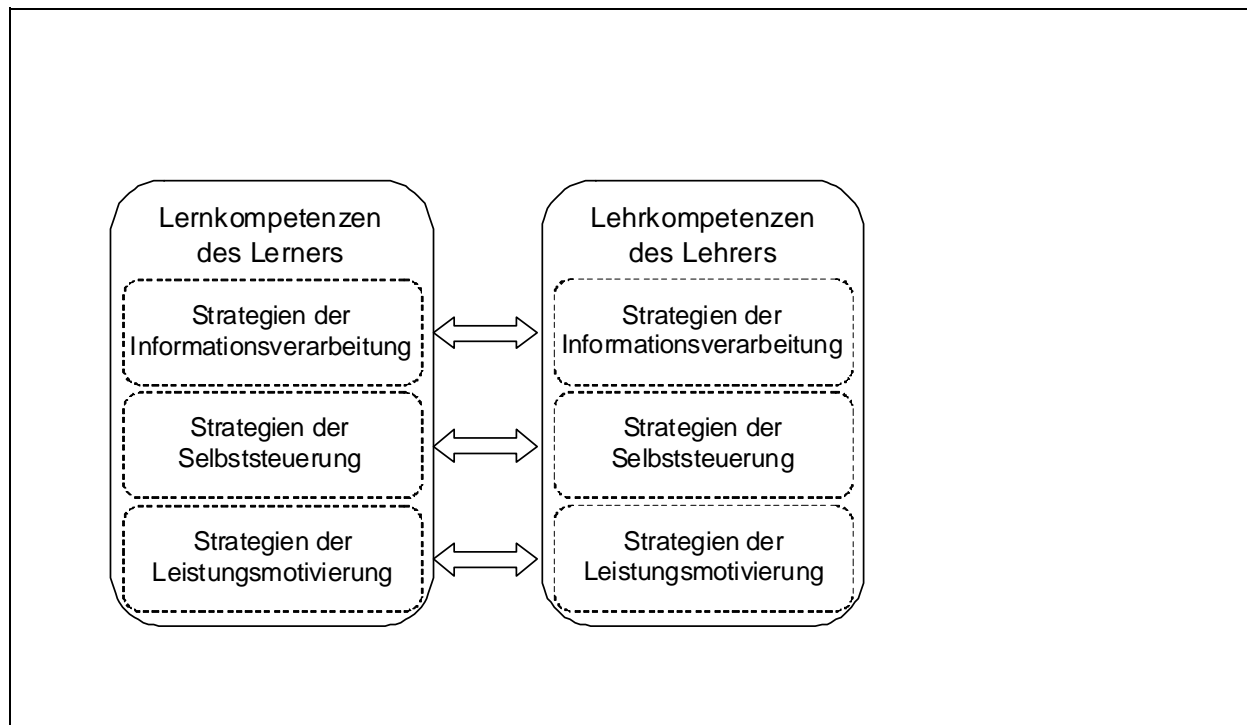 Lernkompetenzen
des Lerners
Strategien der
Informationsverarbeitung
Strategien der
Selbststeuerung
Strategien der
Leistungsmotivierung
Lehrkompetenzen
des Lehrers
Strategien der
Informationsverarbeitung
Strategien der
Selbststeuerung
Strategien der
Leistungsmotivierung